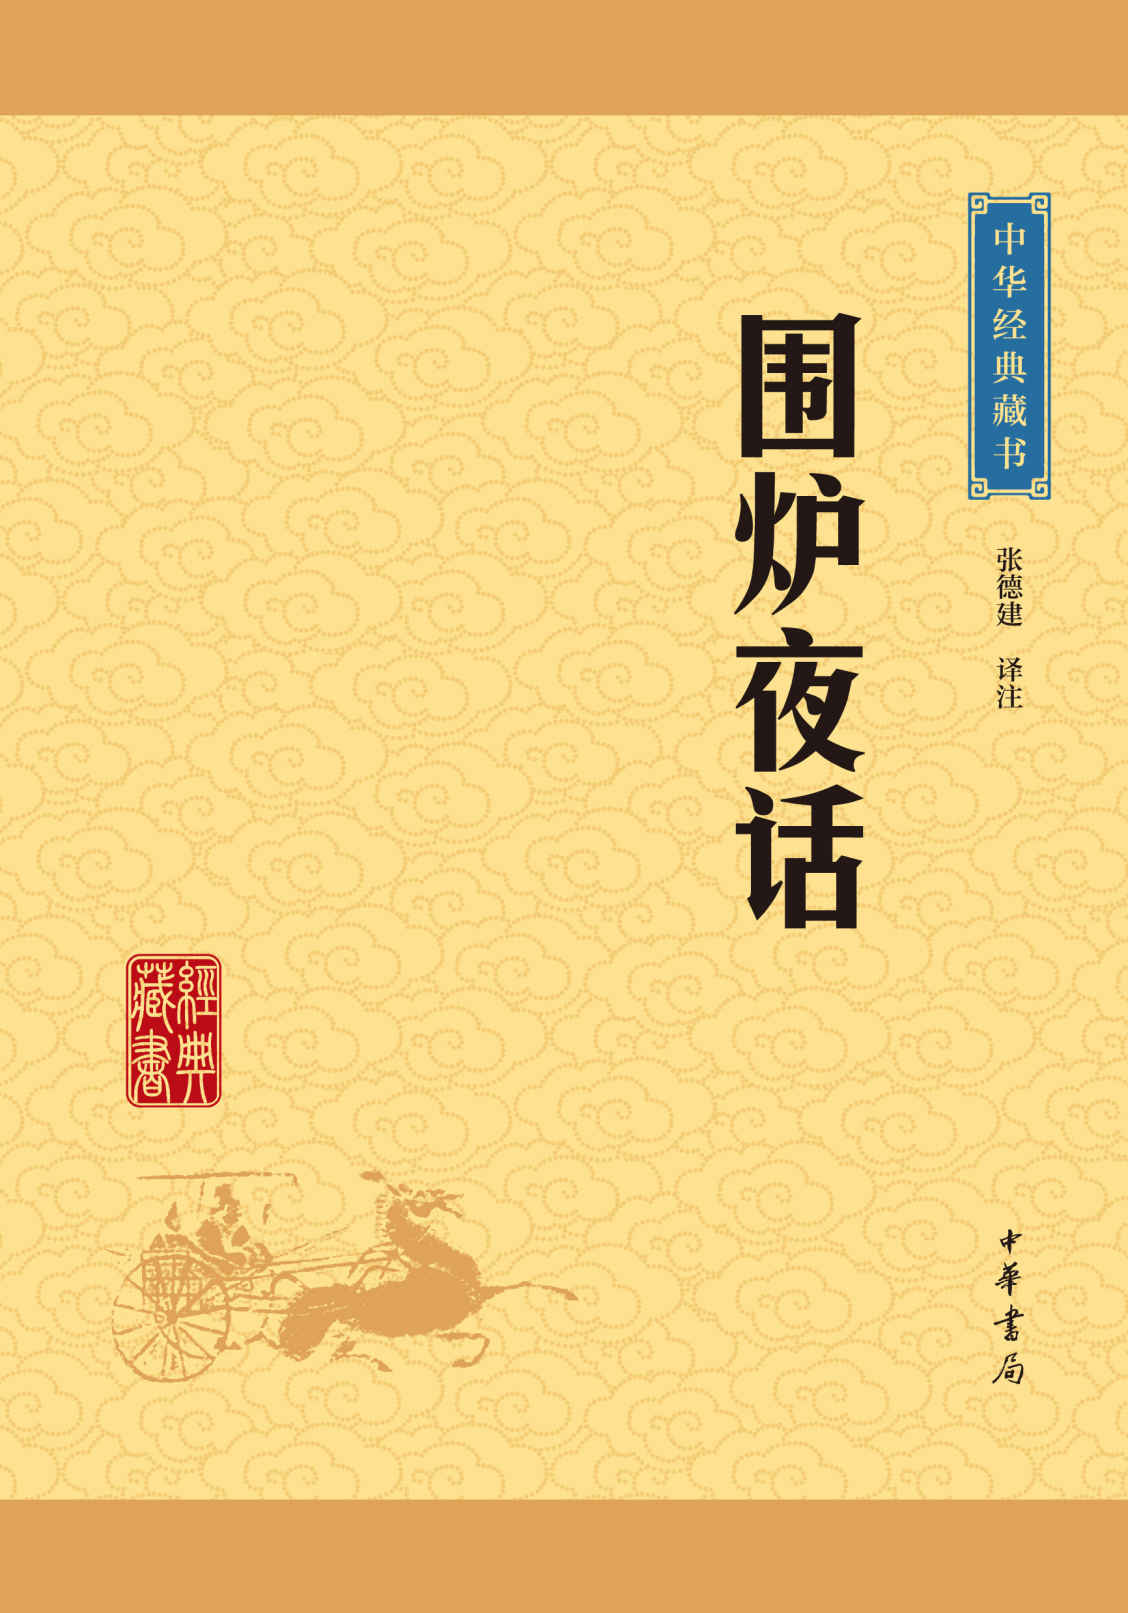 中华经典藏书
张德建 译注
围炉夜话
經典
藏書
中華書局